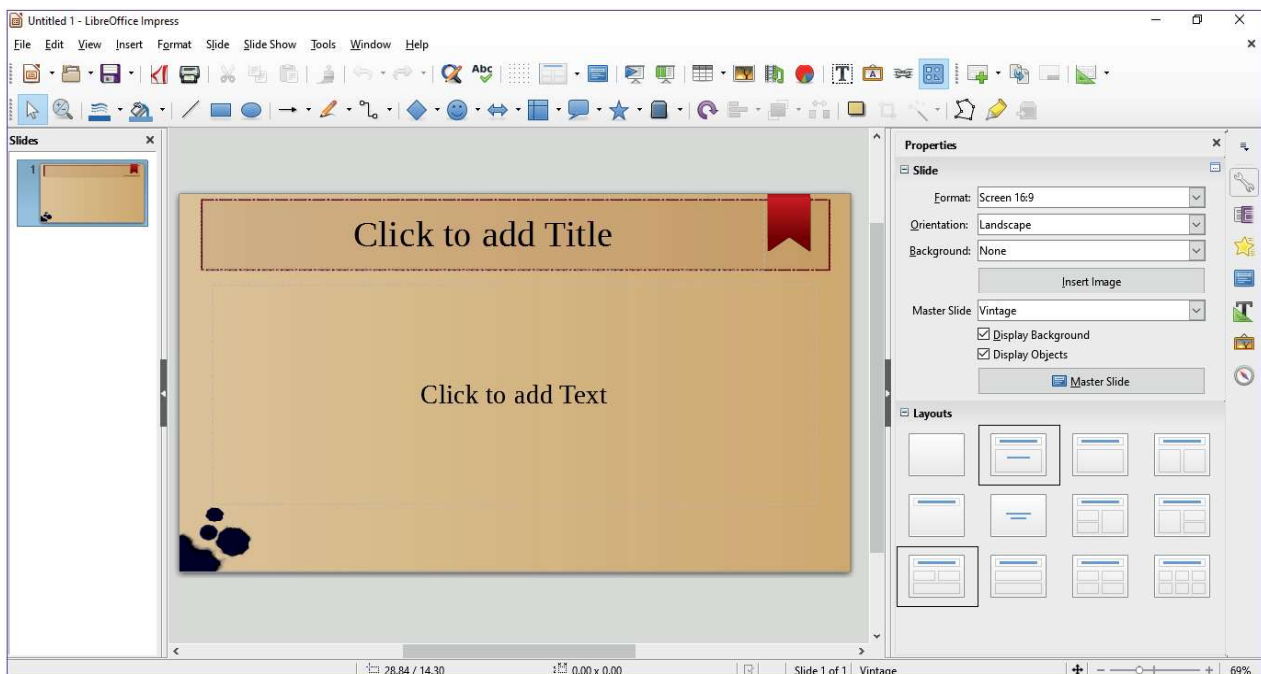 Untitled 1 - LibreOffice Impress
File Edit View Insert Format Slide Slide Show Tools Window Help
Abc
T
A
Slides
1
Click to add Title
Click to add Text
Properties
Slide
Format: Screen 16:9
Orientation: Landscape
Background: None
Insert Image
Master Slide Vintage
Display Background
Display Objects
Master Slide
Layouts
28.84 / 14.30 0.00 x 0.00 Slide 1 of 1 Vintage 69%